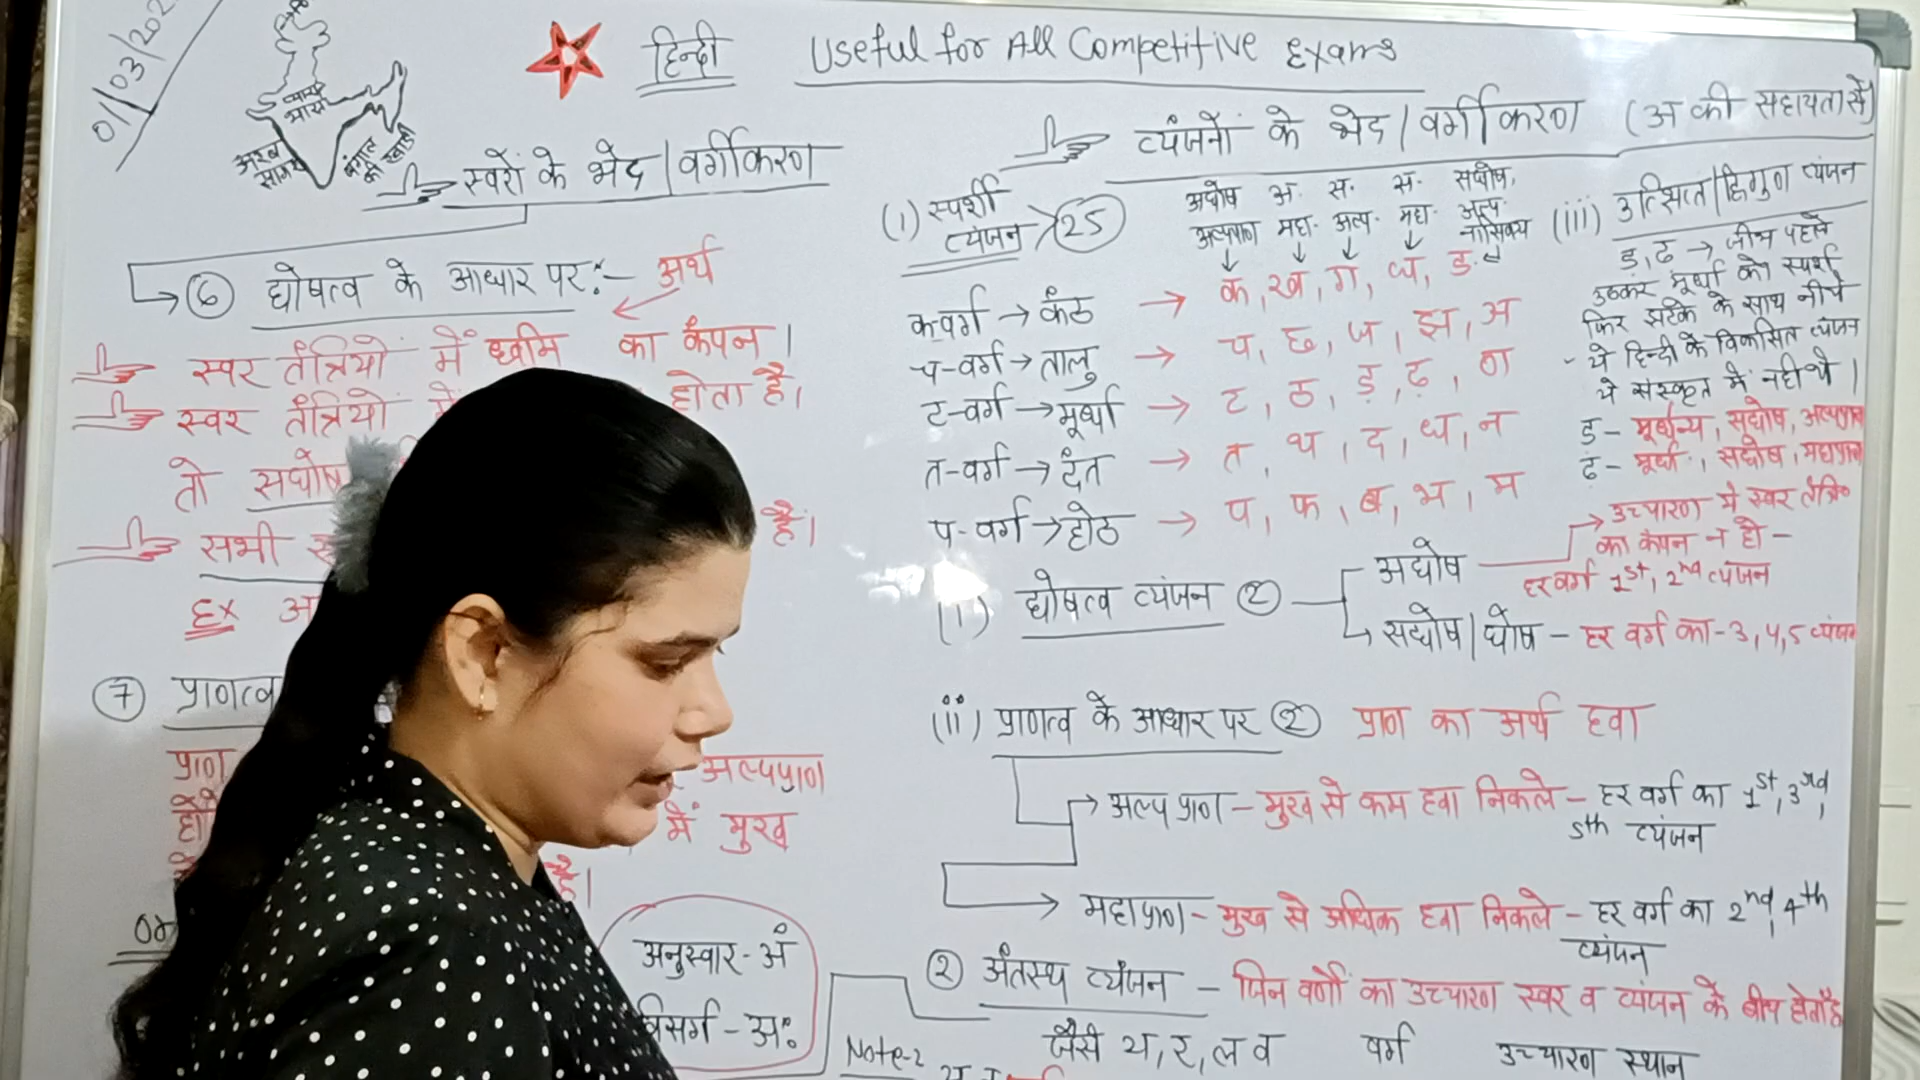 01/03/202
हिन्दी Useful for All Competitive Exams
प्यारा भारत
अरब सागर
बंगाल की खाड़ी
स्वरों के भेद | वर्गीकरण
⑥ घोषत्व के आधार पर :- अर्थ
स्वर तंत्रियों में ध्वनि का कंपन।
स्वर तंत्रियों में होता है।
तो सघोष
सभी है।
Ex अ
⑦ प्राणत्व
प्राण अल्पप्राण
में मुख
है।
अनुस्वार - अं
विसर्ग - अः
व्यंजनों के भेद | वर्गीकरण (अ की सहायता से)
(i) स्पर्शी व्यंजन > 25
अघोष अ. स. स. सघोष,
अल्पप्राण महा. अल्प. महा. अल्प. नासिक्य
क वर्ग → कंठ → क, ख, ग, घ, ङ
च-वर्ग → तालु → च, छ, ज, झ, ञ
ट-वर्ग → मूर्धा → ट, ठ, ड़, ढ़, ण
त-वर्ग → दंत → त, थ, द, ध, न
प-वर्ग → होठ → प, फ, ब, भ, म
(iii) उत्क्षिप्त | द्विगुण व्यंजन
ड़, ढ़ → जीभ पहले
उठकर मूर्धा को स्पर्श
फिर झटके के साथ नीचे
- ये हिन्दी के विकसित व्यंजन
ये संस्कृत में नहीं थे।
ड़ - मूर्धन्य, सघोष, अल्पप्राण
ढ़ - मूर्धा., सघोष, महाप्राण
(i) घोषत्व व्यंजन ②
अघोष → उच्चारण में स्वर तंत्रि०
का कंपन न हो -
हर वर्ग 1st, 2nd व्यंजन
सघोष | घोष - हर वर्ग का - 3, 4, 5 व्यंजन
(ii) प्राणत्व के आधार पर ② प्राण का अर्थ हवा
अल्प प्राण - मुख से कम हवा निकले - हर वर्ग का 1st, 3rd,
5th व्यंजन
महाप्राण - मुख से अधिक हवा निकले - हर वर्ग का 2nd, 4th
व्यंजन
② अंतस्थ व्यंजन - जिन वर्णों का उच्चारण स्वर व व्यंजन के बीच होता है
जैसे य, र, ल व वर्ग उच्चारण स्थान
Note-2